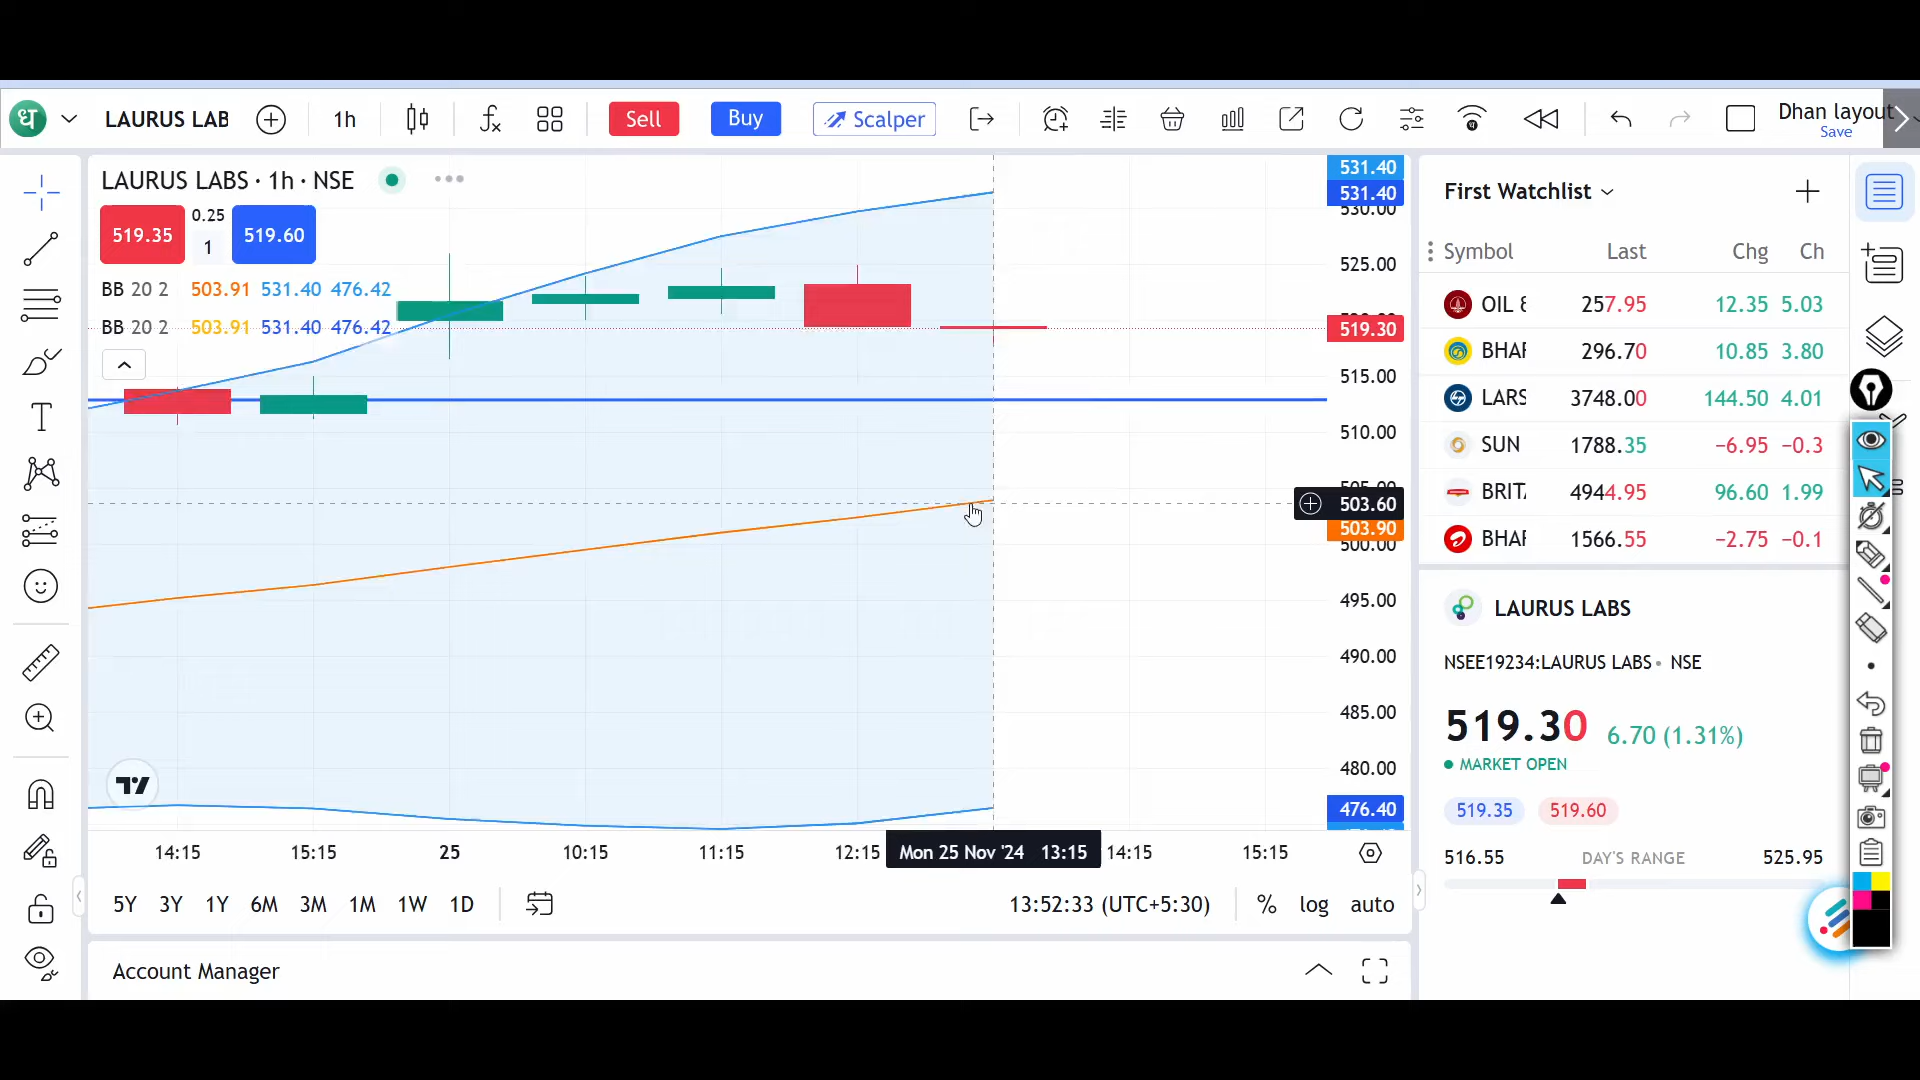 ध LAURUS LAB 1h Sell Buy Scalper Dhan layout
Save
LAURUS LABS · 1h · NSE
519.35 0.25 519.60
1
BB 20 2 503.91 531.40 476.42
BB 20 2 503.91 531.40 476.42
531.40
531.40
530.00
525.00
519.30
515.00
510.00
503.60
503.90
500.00
495.00
490.00
485.00
480.00
476.40
14:15 15:15 25 10:15 11:15 12:15 Mon 25 Nov '24 13:15 14:15 15:15
5Y 3Y 1Y 6M 3M 1M 1W 1D 13:52:33 (UTC+5:30) % log auto
Account Manager
First Watchlist
Symbol Last Chg Ch
OIL 257.95 12.35 5.03
BHAR 296.70 10.85 3.80
LARS 3748.00 144.50 4.01
SUN 1788.35 −6.95 −0.3
BRIT 4944.95 96.60 1.99
BHAR 1566.55 −2.75 −0.1
LAURUS LABS
NSEE19234:LAURUS LABS • NSE
519.30 6.70 (1.31%)
MARKET OPEN
519.35 519.60
516.55 DAY'S RANGE 525.95